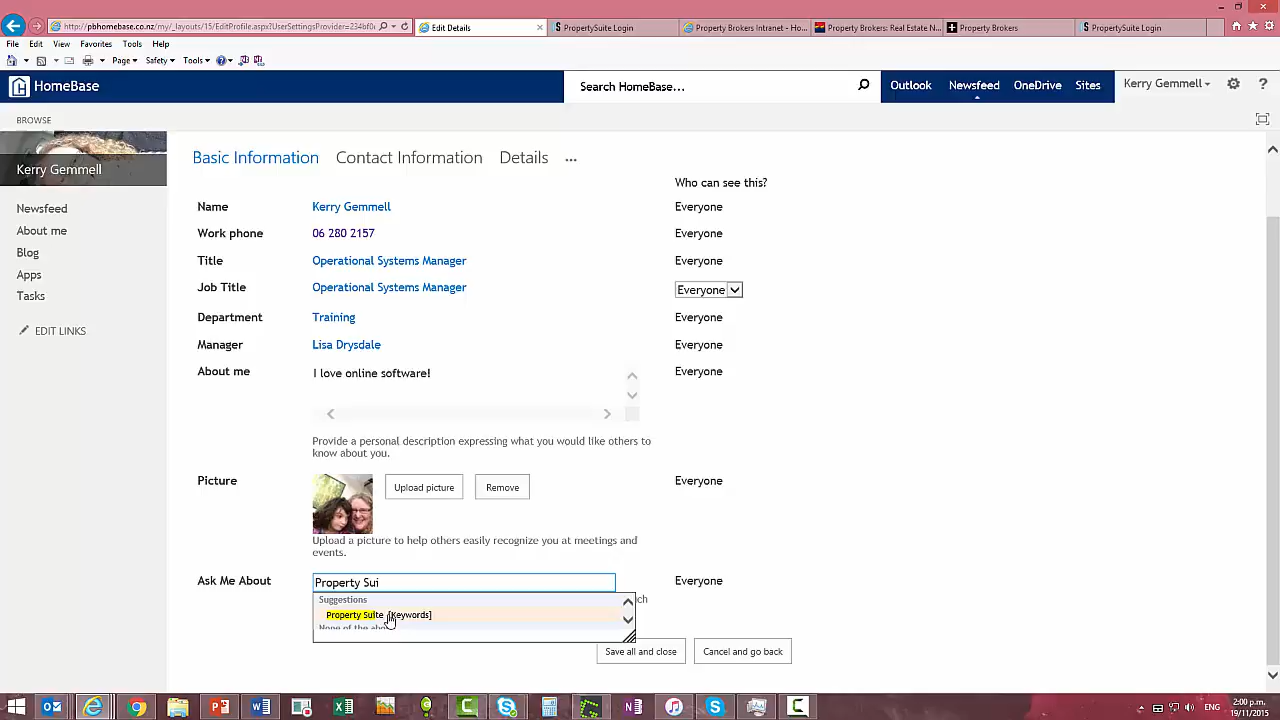 http://pbhomebase.co.nz/my/_layouts/15/EditProfile.aspx?UserSettingsProvider=234bf0
Edit Details
PropertySuite Login
Property Brokers Intranet - Ho...
Property Brokers: Real Estate N...
Property Brokers
PropertySuite Login
File Edit View Favorites Tools Help
Page Safety Tools
HomeBase
Search HomeBase...
Outlook Newsfeed OneDrive Sites
Kerry Gemmell
?
BROWSE
Kerry Gemmell
Newsfeed
About me
Blog
Apps
Tasks
EDIT LINKS
Basic Information Contact Information Details ...
Who can see this?
Name Kerry Gemmell Everyone
Work phone 06 280 2157 Everyone
Title Operational Systems Manager Everyone
Job Title Operational Systems Manager Everyone
Department Training Everyone
Manager Lisa Drysdale Everyone
About me I love online software! Everyone
Provide a personal description expressing what you would like others to
know about you.
Picture Upload picture Remove Everyone
Upload a picture to help others easily recognize you at meetings and
events.
Ask Me About Property Sui Everyone
Suggestions
Property Suite [Keywords]
None of the
Save all and close Cancel and go back
ENG
2:00 p.m.
19/11/2015